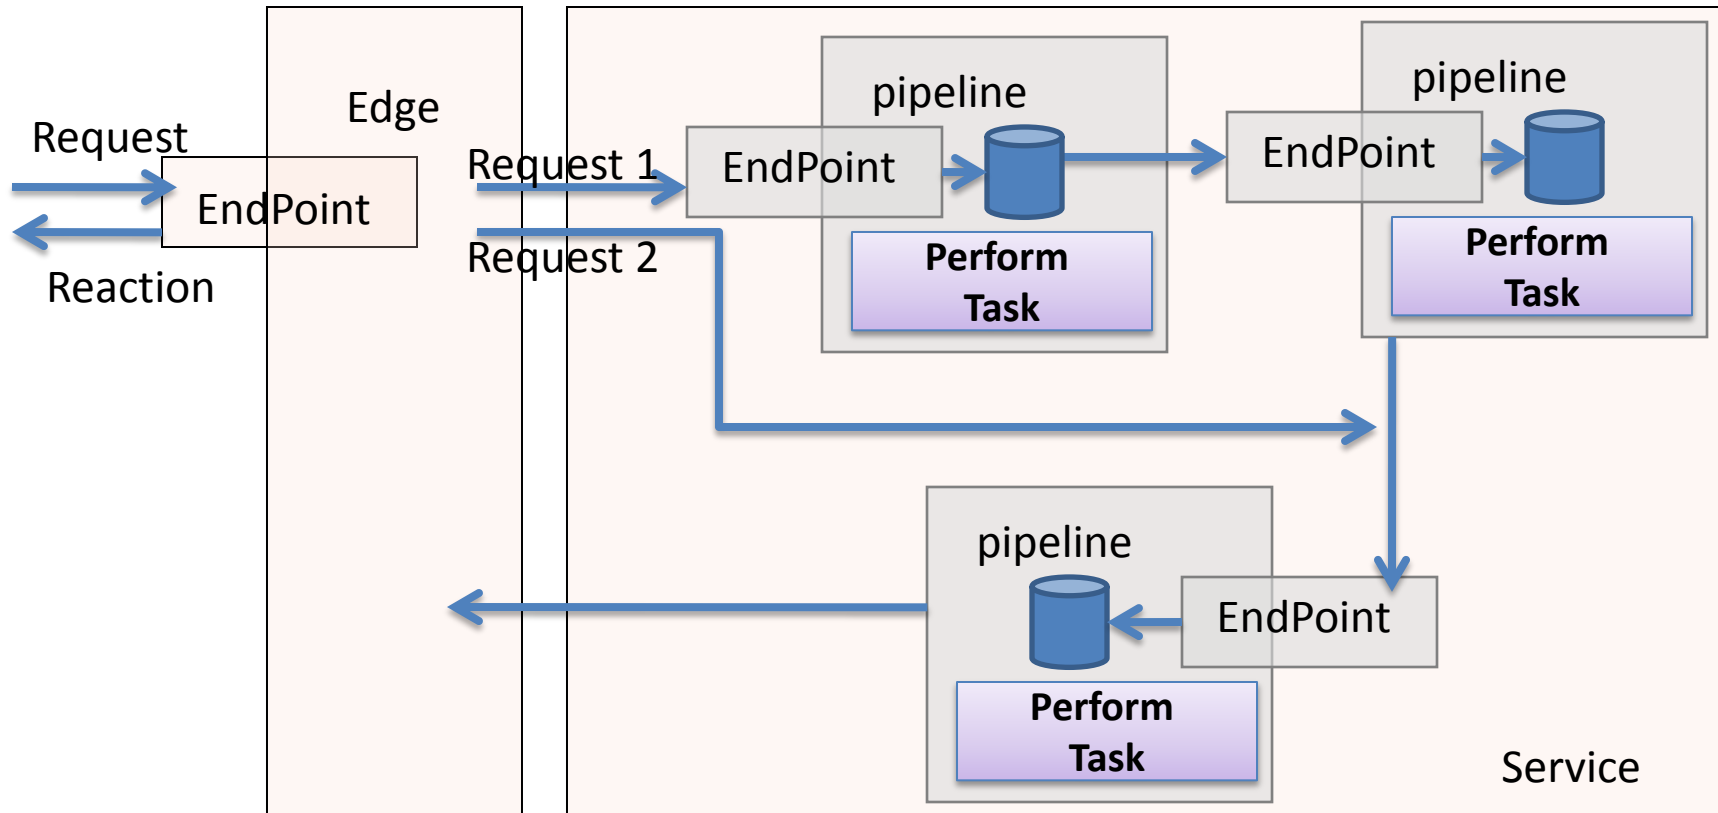 Request
EndPoint
Reaction
Edge
Request 1
Request 2
pipeline
EndPoint
Perform
Task
pipeline
EndPoint
Perform
Task
pipeline
EndPoint
Perform
Task
Service